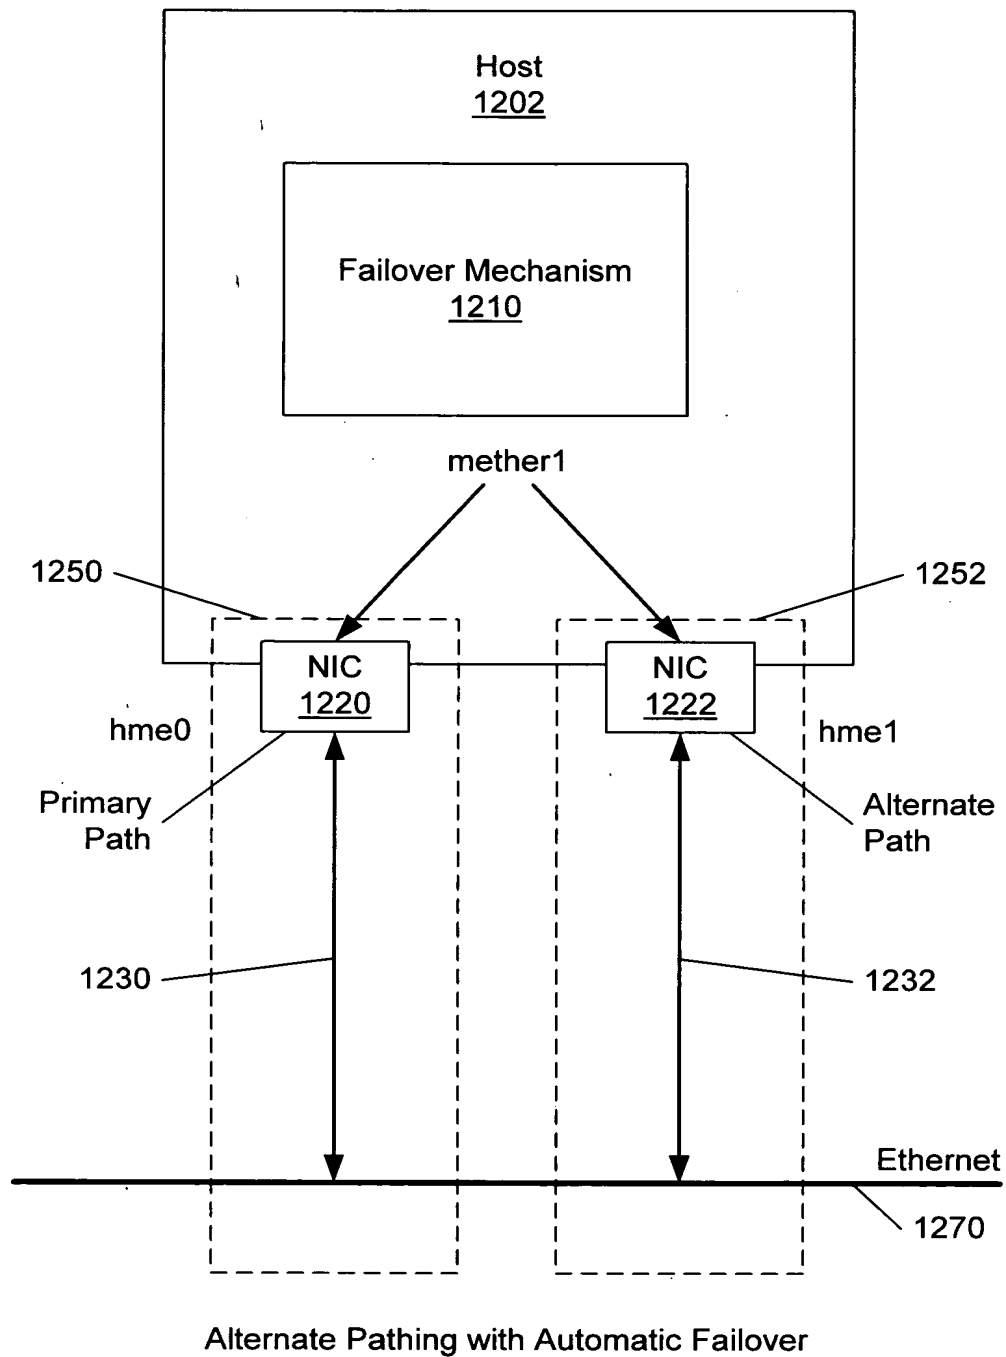 Host
1202
Failover Mechanism
1210
mether1
1250
1252
NIC
1220
NIC
1222
hme0
hme1
Primary
Path
Alternate
Path
1230
1232
Ethernet
1270
Alternate Pathing with Automatic Failover